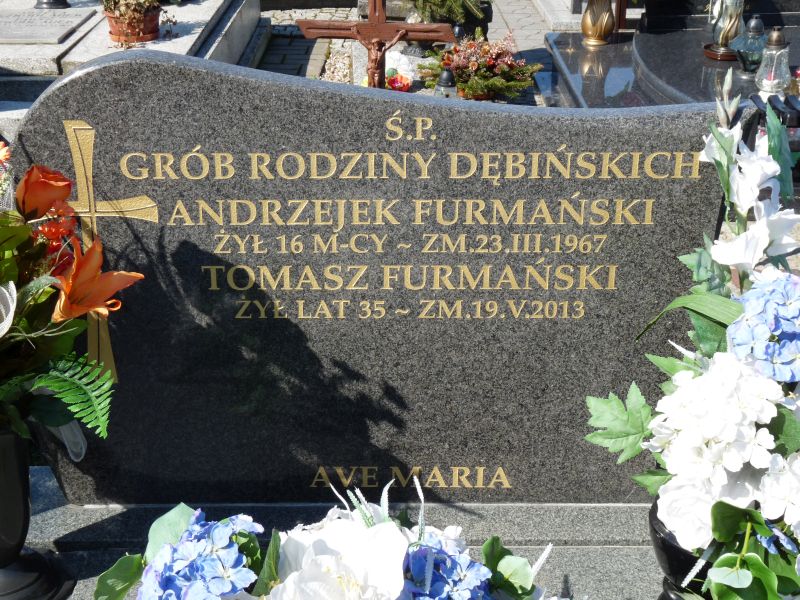 Ś.P.
GRÓB RODZINY DĘBIŃSKICH
ANDRZEJEK FURMAŃSKI
ŻYŁ 16 M-CY ~ ZM.23.III.1967
TOMASZ FURMAŃSKI
ŻYŁ LAT 35 ~ ZM.19.V.2013
AVE MARIA